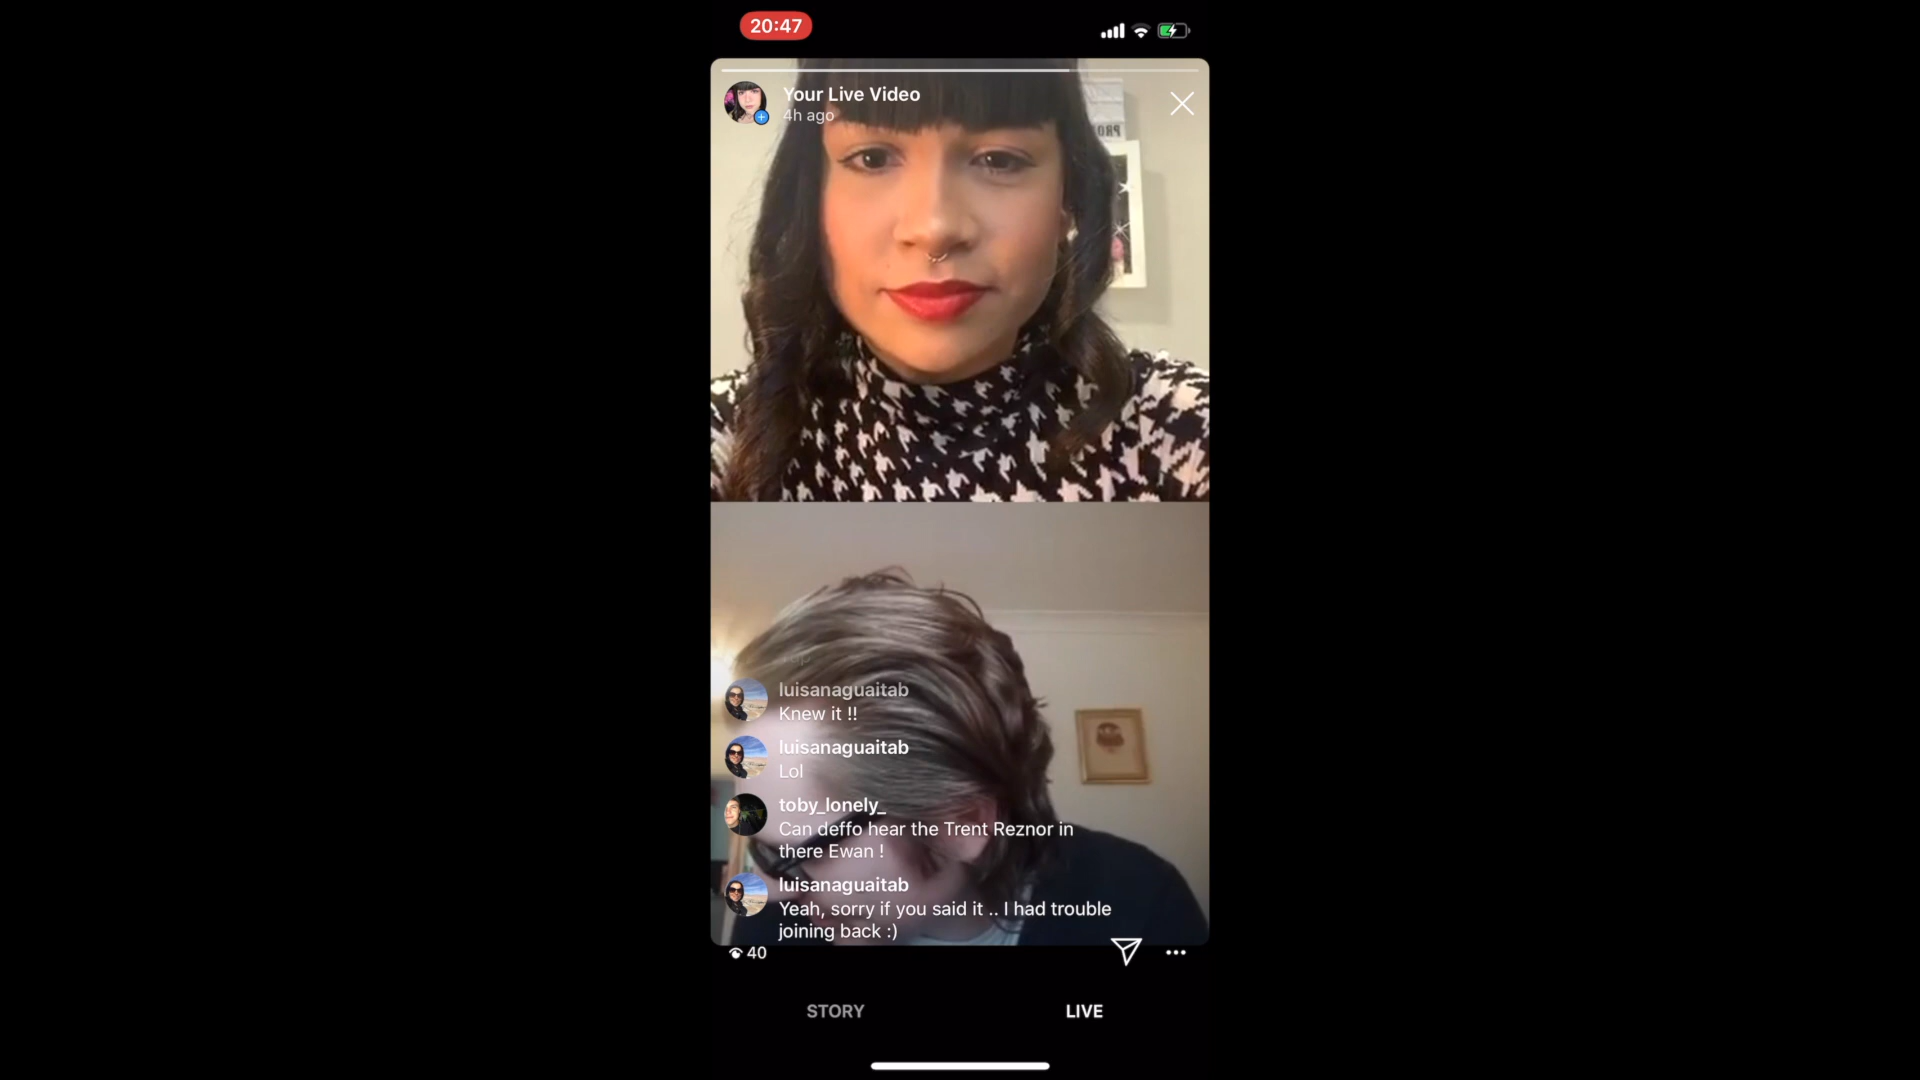 20:47
Your Live Video
4h ago
luisanaguaitab
Knew it !!
luisanaguaitab
Lol
toby_lonely_
Can deffo hear the Trent Reznor in
there Ewan !
luisanaguaitab
Yeah, sorry if you said it .. I had trouble
joining back :)
40
STORY
LIVE